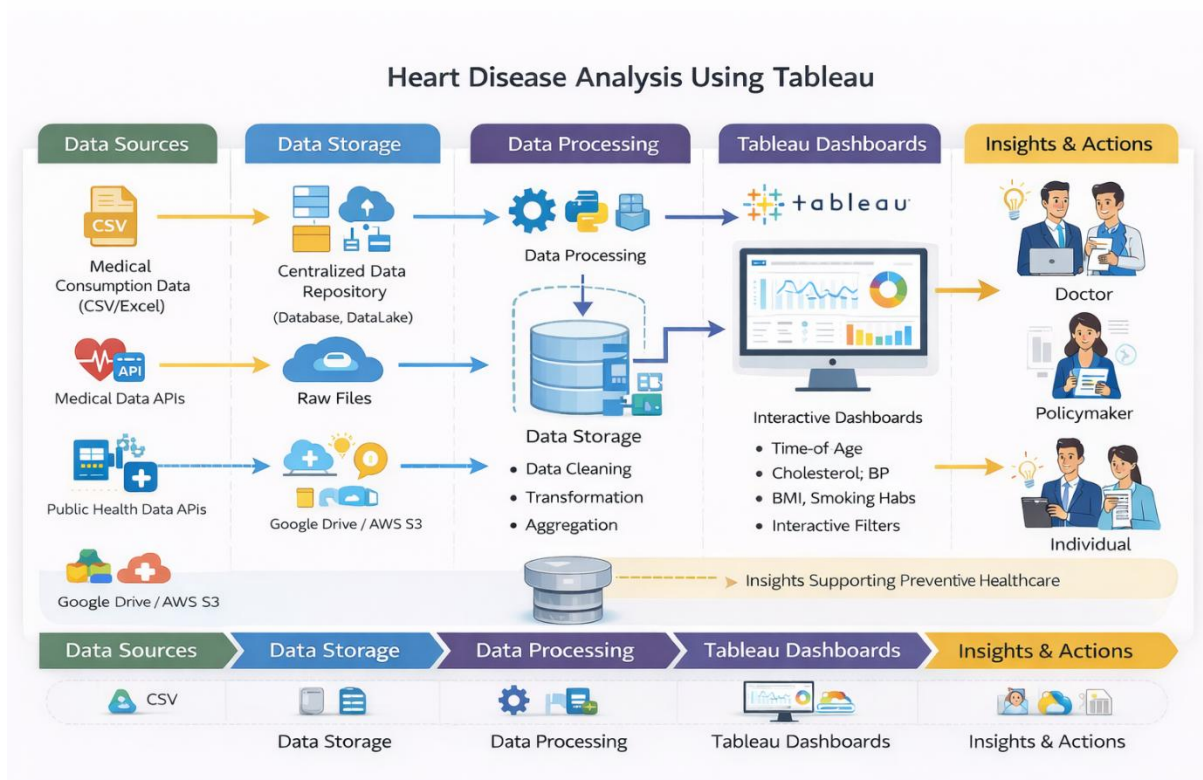 Heart Disease Analysis Using Tableau
Data Sources
Data Storage
Data Processing
Tableau Dashboards
Insights & Actions
CSV
Medical
Consumption Data
(CSV/Excel)
API
Medical Data APIs
Public Health Data APIs
Google Drive / AWS S3
Centralized Data
Repository
(Database, DataLake)
Raw Files
Google Drive / AWS S3
Data Processing
Data Storage
• Data Cleaning
• Transformation
• Aggregation
tableau
Interactive Dashboards
• Time-of Age
• Cholesterol; BP
• BMI, Smoking Habs
• Interactive Filters
Doctor
Policymaker
Individual
Insights Supporting Preventive Healthcare
Data Sources
Data Storage
Data Processing
Tableau Dashboards
Insights & Actions
CSV
Data Storage
Data Processing
Tableau Dashboards
Insights & Actions